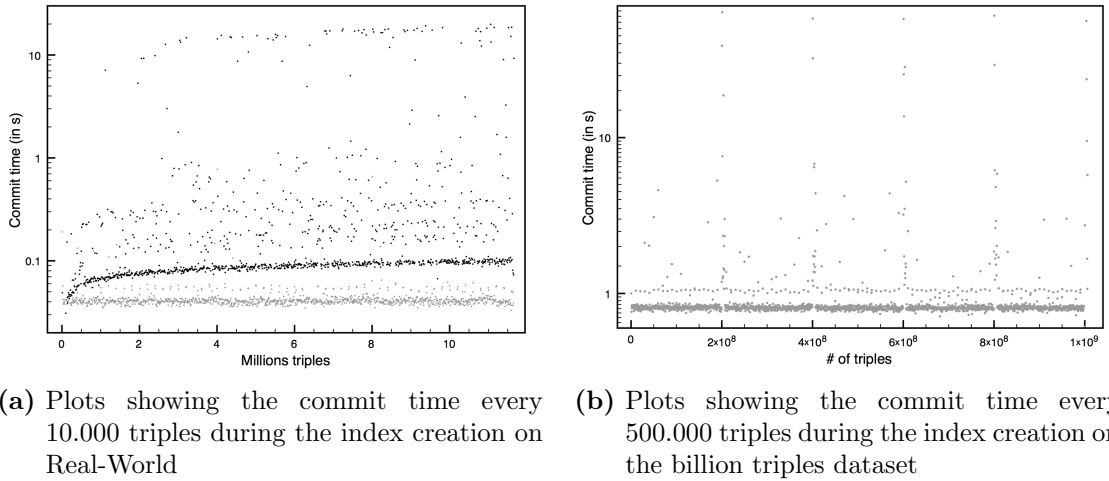 10
1
0.1
0
2
4
6
8
10
Commit time (in s)
Millions triples
10
1
0
2×10⁸
4×10⁸
6×10⁸
8×10⁸
1×10⁹
Commit time (in s)
# of triples
(a) Plots showing the commit time every
10.000 triples during the index creation on
Real-World
(b) Plots showing the commit time every
500.000 triples during the index creation on
the billion triples dataset